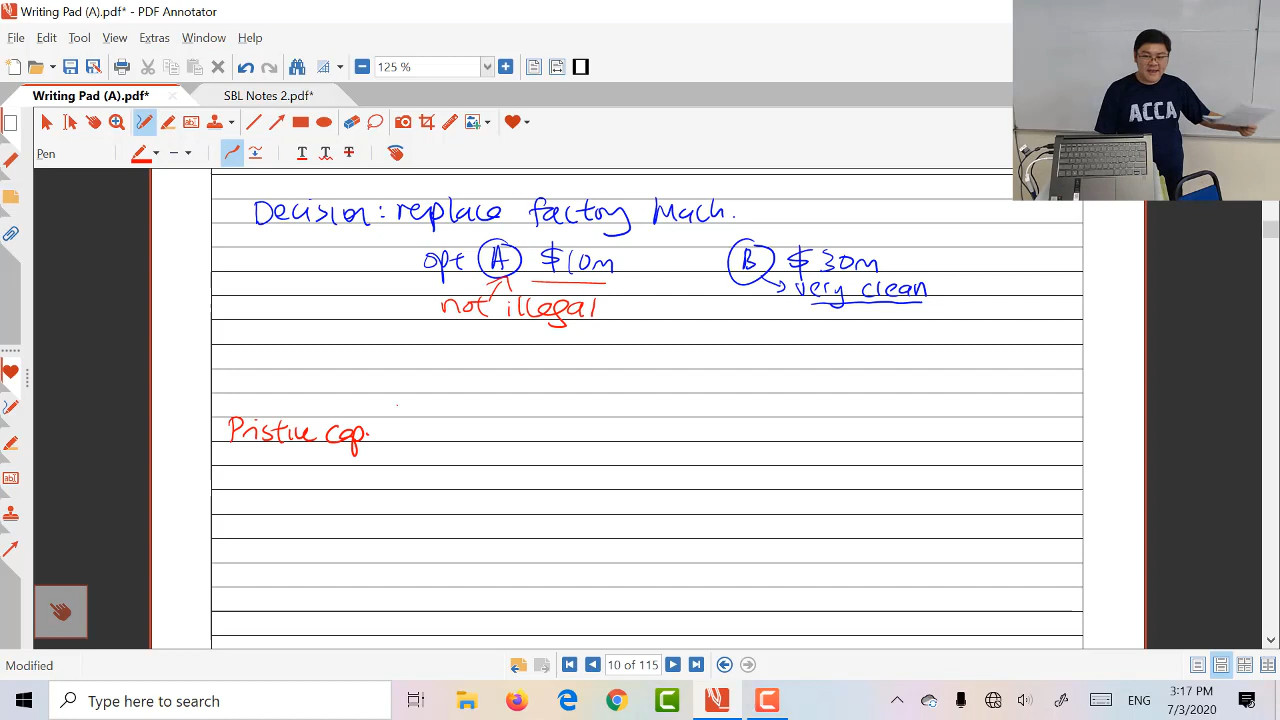 Writing Pad (A).pdf* - PDF Annotator
File Edit Tool View Extras Window Help
125 %
Writing Pad (A).pdf* SBL Notes 2.pdf*
Pen
ACCA
Decision: replace factory Mach.
opt A $10m B $30m
very clean
not illegal
Pristine cap.
10 of 115
Modified
Type here to search
ENG
3:17 PM
7/3/2020